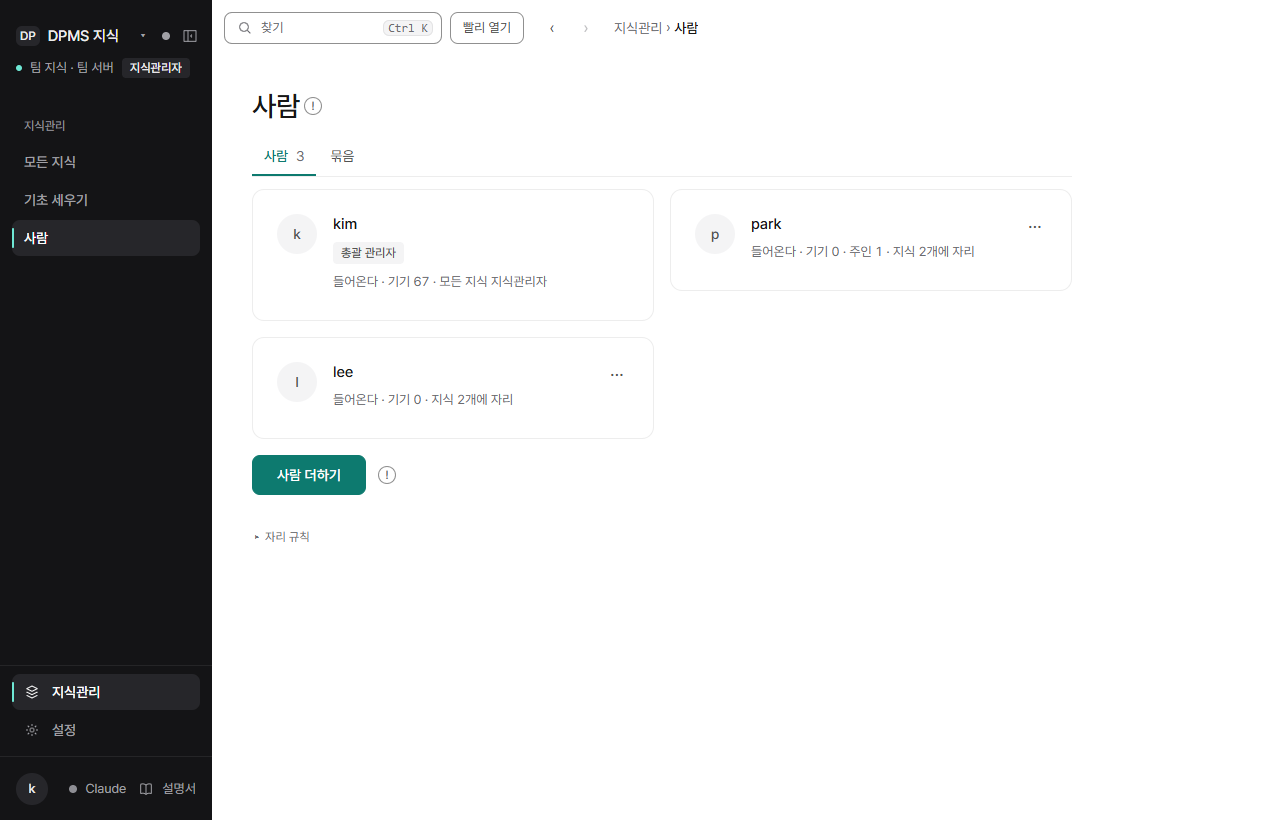 DP DPMS 지식
팀 지식 · 팀 서버 지식관리자
지식관리
모든 지식
기초 세우기
사람
지식관리
설정
k Claude 설명서
찾기 Ctrl K 빨리 열기 ‹ › 지식관리 › 사람
사람 !
사람 3 묶음
k kim
총괄 관리자
들어온다 · 기기 67 · 모든 지식 지식관리자
p park ···
들어온다 · 기기 0 · 주인 1 · 지식 2개에 자리
l lee ···
들어온다 · 기기 0 · 지식 2개에 자리
사람 더하기 !
▸ 자리 규칙